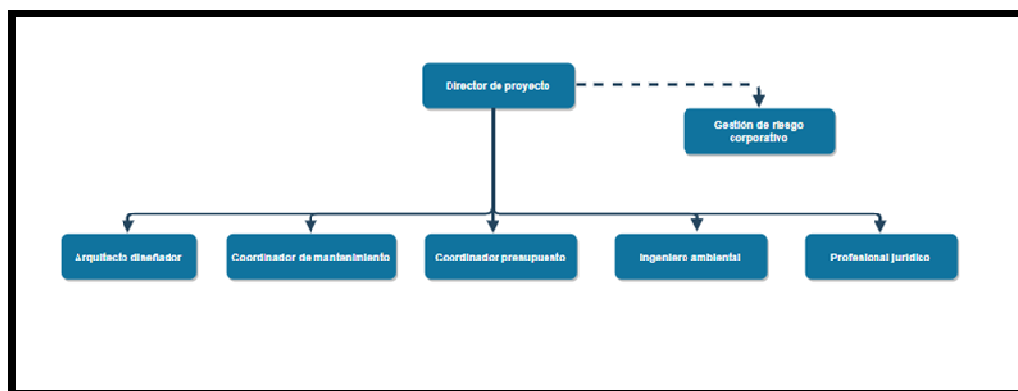 Director de proyecto
Gestión de riesgo
corporativo
Arquitecto diseñador
Coordinador de mantenimiento
Coordinador presupuesto
Ingeniero ambiental
Profesional jurídico